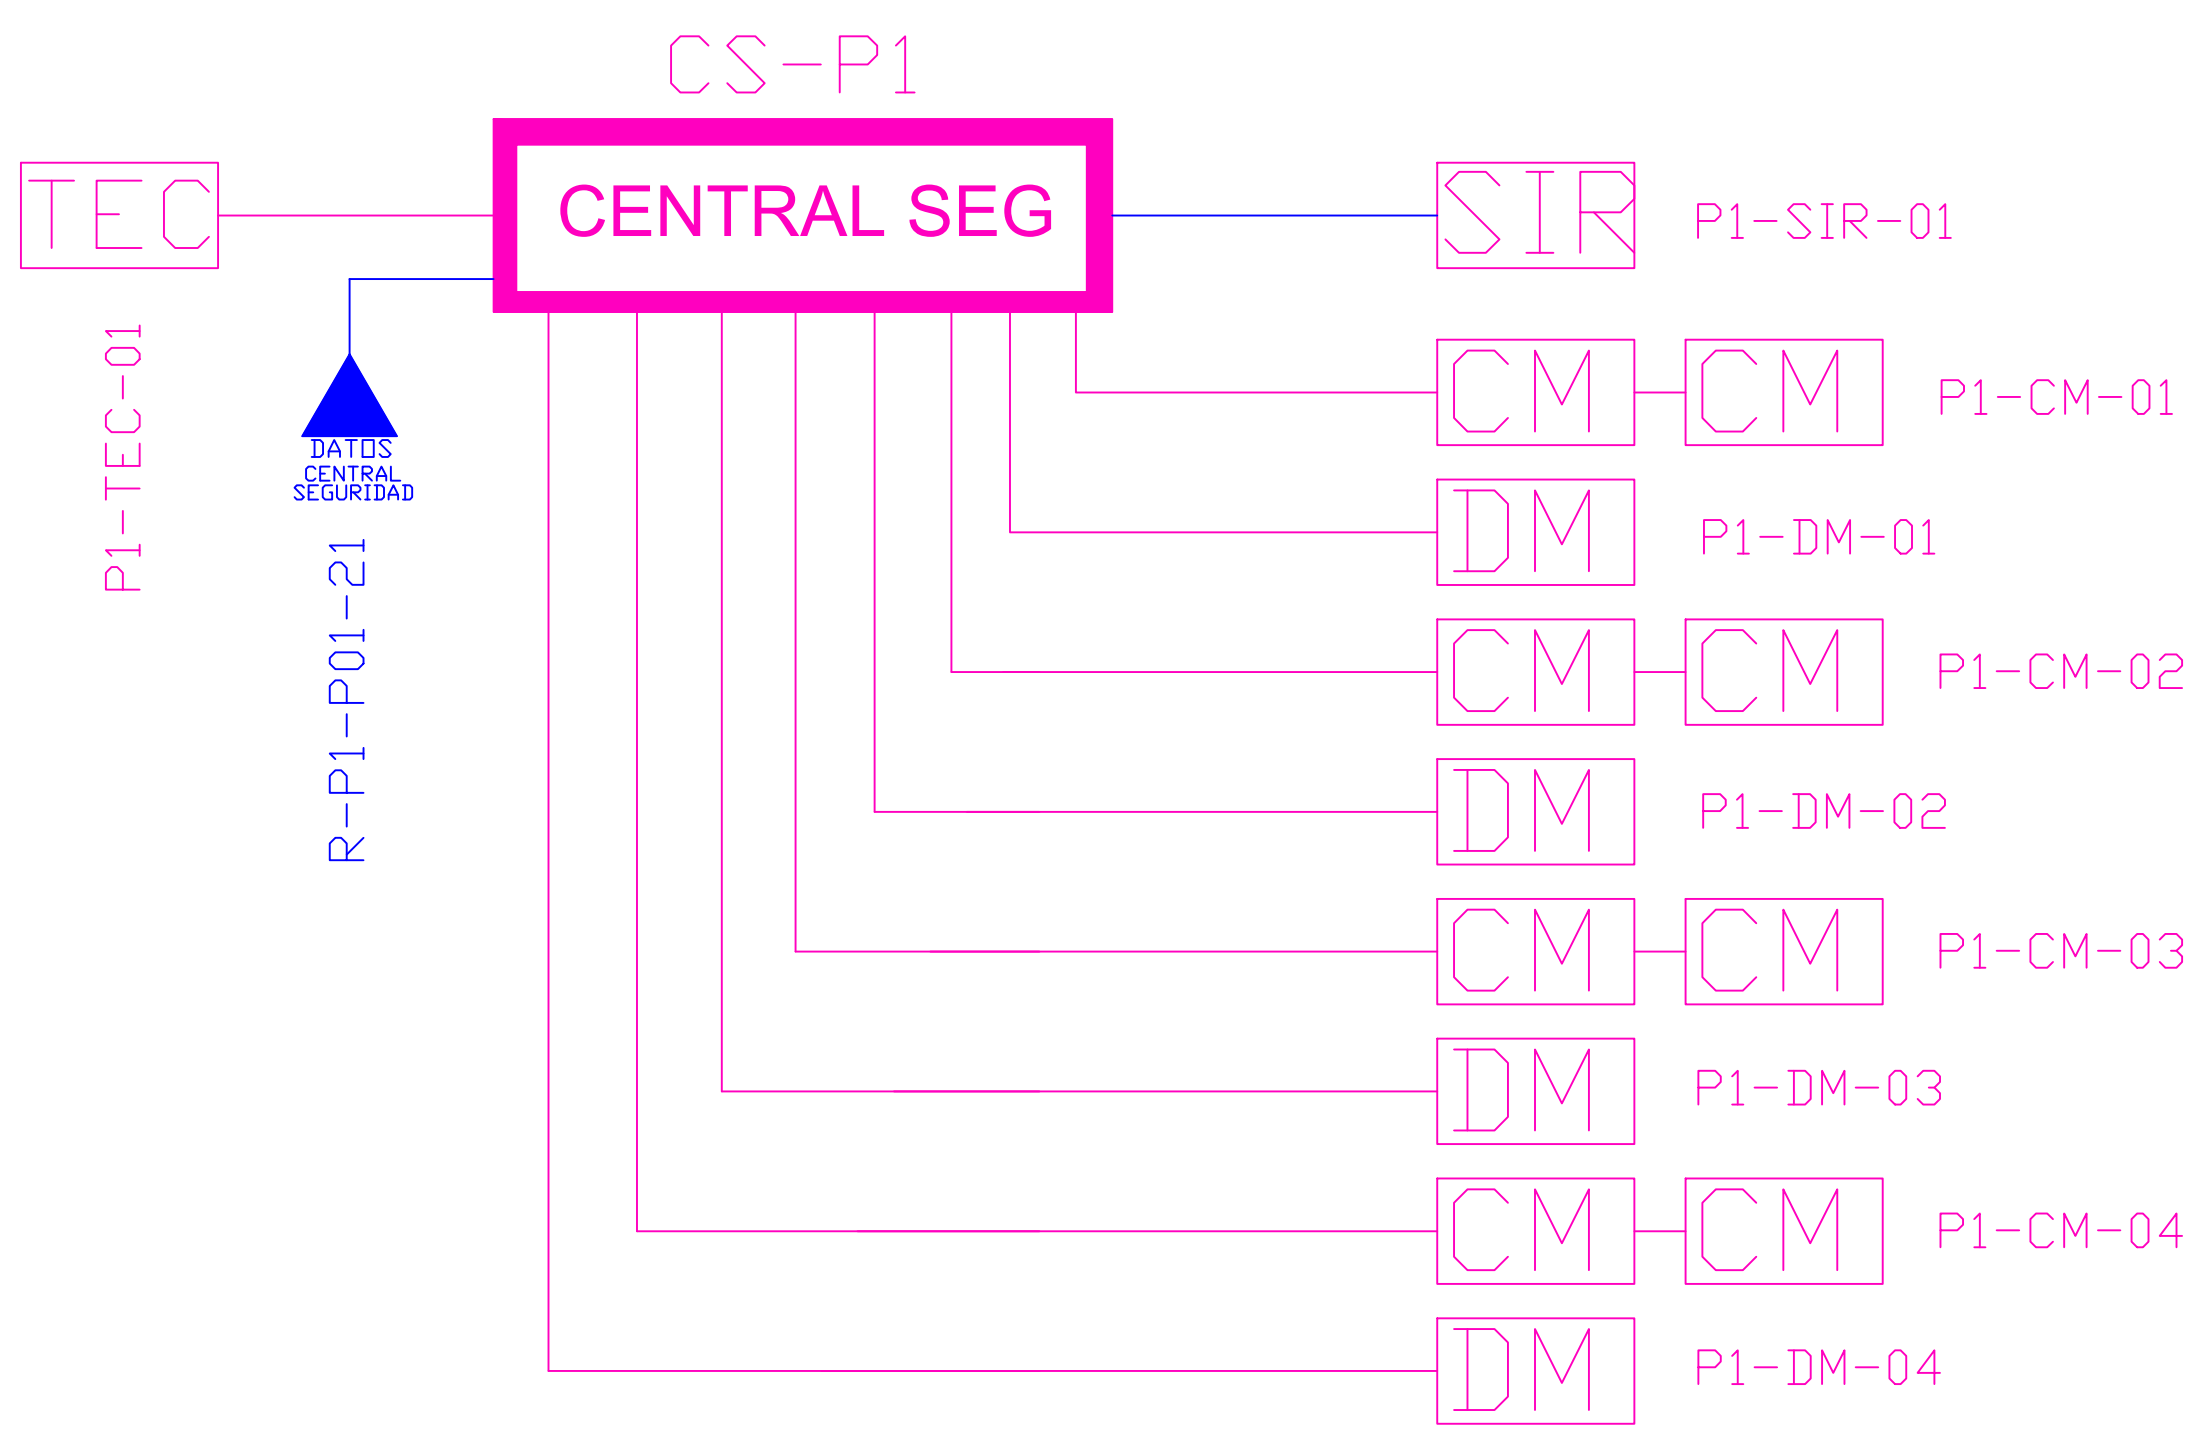 CS-P1
CENTRAL SEG
TEC
P1-TEC-01
DATOS
CENTRAL
SEGURIDAD
R-P1-P01-21
SIR P1-SIR-01
CM CM P1-CM-01
DM P1-DM-01
CM CM P1-CM-02
DM P1-DM-02
CM CM P1-CM-03
DM P1-DM-03
CM CM P1-CM-04
DM P1-DM-04